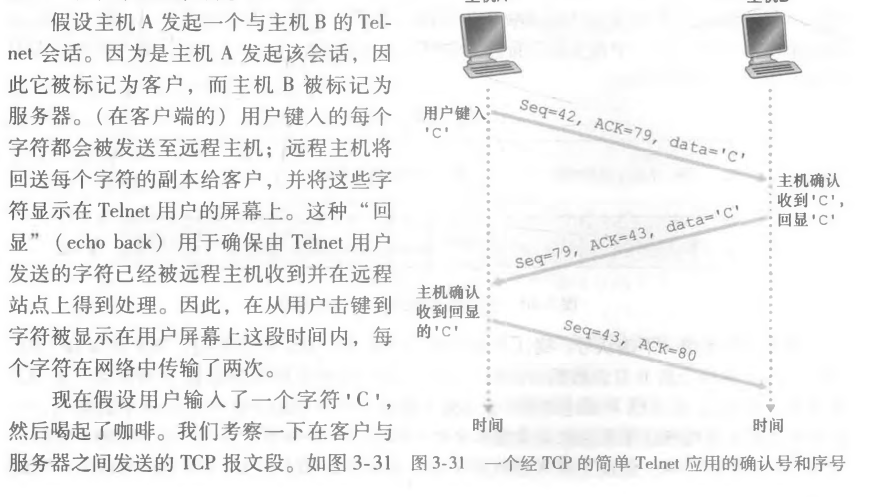 假设主机 A 发起一个与主机 B 的 Tel-
net 会话。因为是主机 A 发起该会话，因
此它被标记为客户，而主机 B 被标记为
服务器。(在客户端的) 用户键入的每个
字符都会被发送至远程主机；远程主机将
回送每个字符的副本给客户，并将这些字
符显示在 Telnet 用户的屏幕上。这种“回
显”(echo back) 用于确保由 Telnet 用户
发送的字符已经被远程主机收到并在远程
站点上得到处理。因此，在从用户击键到
字符被显示在用户屏幕上这段时间内，每
个字符在网络中传输了两次。
现在假设用户输入了一个字符'C'，
然后喝起了咖啡。我们考察一下在客户与
服务器之间发送的 TCP 报文段。如图 3-31
用户键入
'C'
Seq=42, ACK=79, data='C'
主机确认
收到'C'，
回显'C'
Seq=79, ACK=43, data='C'
主机确认
收到回显
的'C'
Seq=43, ACK=80
时间
时间
图3-31 一个经 TCP 的简单 Telnet 应用的确认号和序号